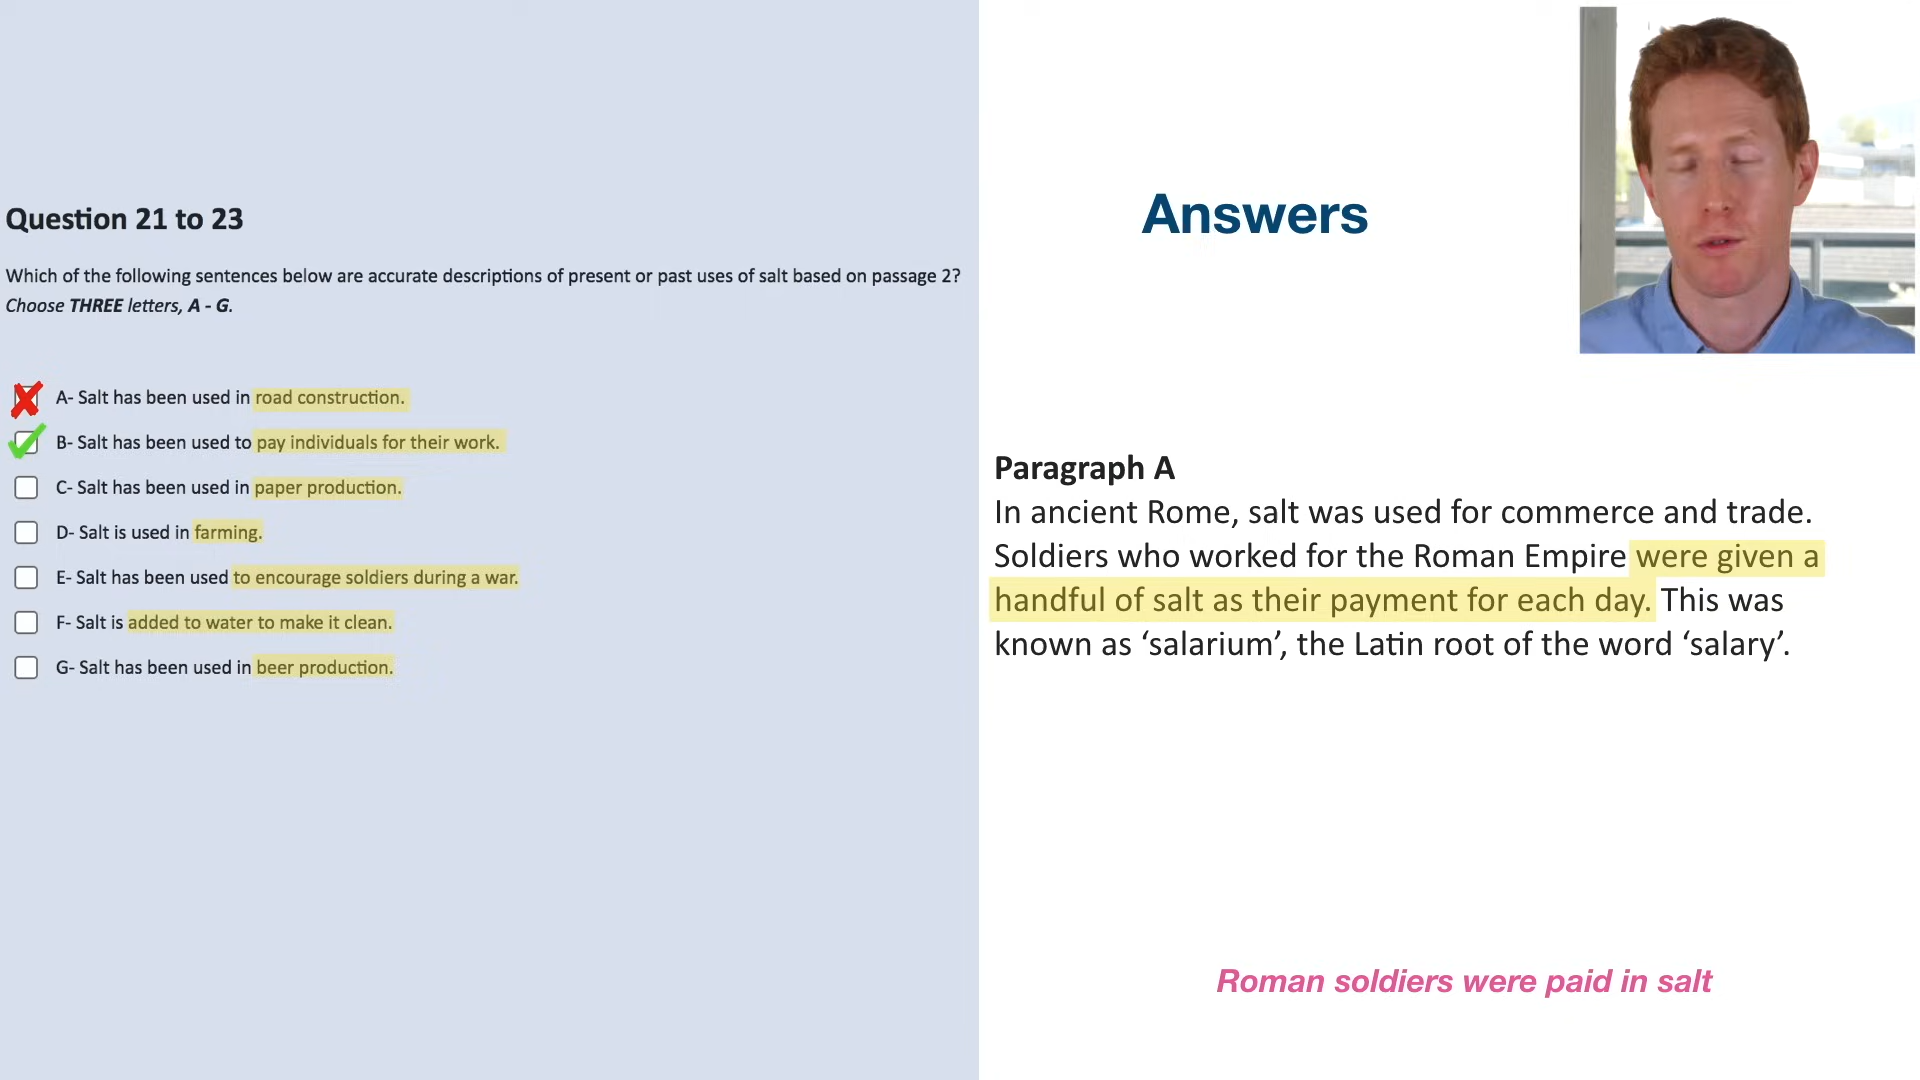 Question 21 to 23
Which of the following sentences below are accurate descriptions of present or past uses of salt based on passage 2?
Choose THREE letters, A - G.
A- Salt has been used in road construction.
B- Salt has been used to pay individuals for their work.
C- Salt has been used in paper production.
D- Salt is used in farming.
E- Salt has been used to encourage soldiers during a war.
F- Salt is added to water to make it clean.
G- Salt has been used in beer production.
Answers
Paragraph A
In ancient Rome, salt was used for commerce and trade.
Soldiers who worked for the Roman Empire were given a
handful of salt as their payment for each day. This was
known as ‘salarium’, the Latin root of the word ‘salary’.
Roman soldiers were paid in salt